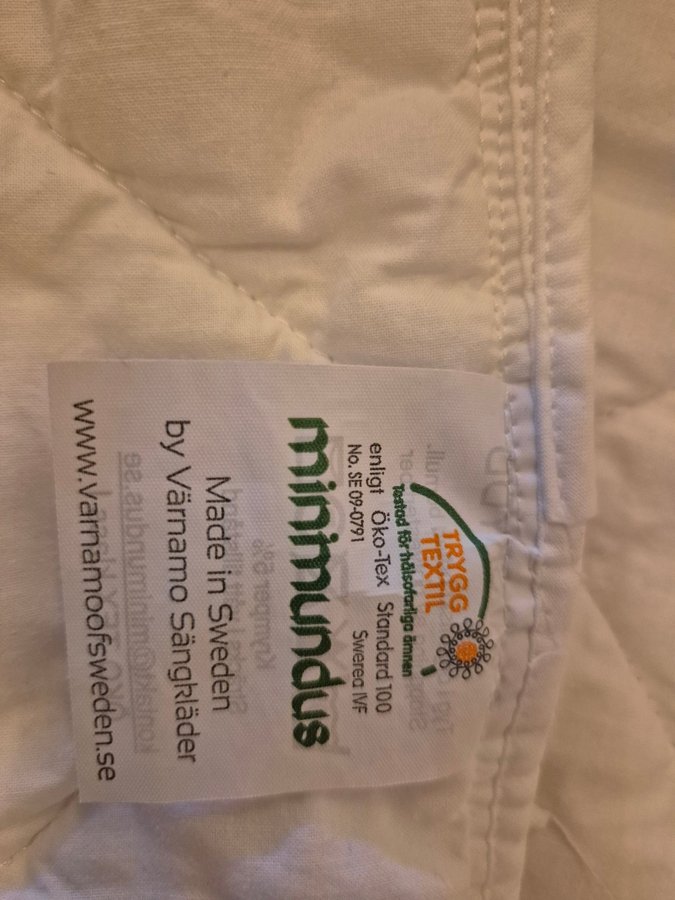 TRYGG
TEXTIL
Testad för hälsofarliga ämnen
enligt Öko-Tex Standard 100
No. SE 09-0791 Swerea IVF
minimundus
Made in Sweden
by Värnamo Sängkläder
www.varnamoofsweden.se